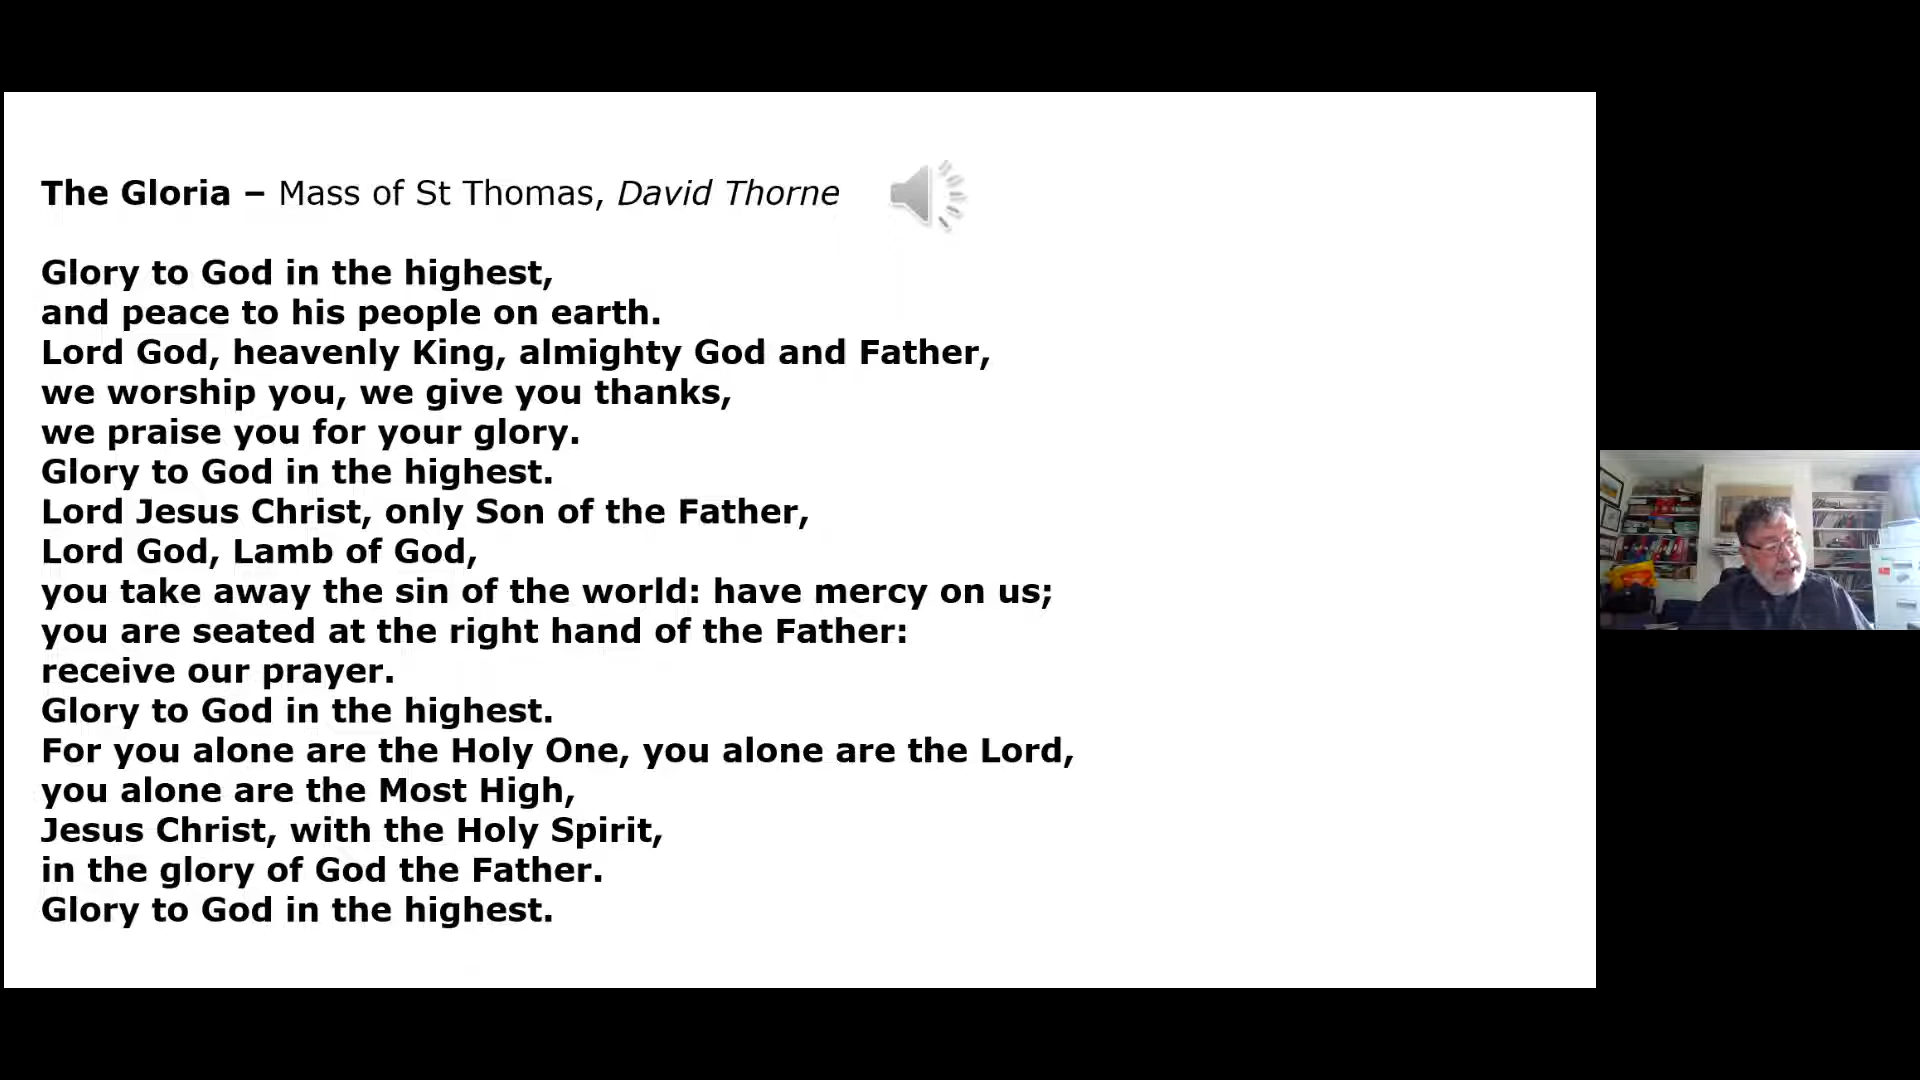 The Gloria – Mass of St Thomas, David Thorne
Glory to God in the highest,
and peace to his people on earth.
Lord God, heavenly King, almighty God and Father,
we worship you, we give you thanks,
we praise you for your glory.
Glory to God in the highest.
Lord Jesus Christ, only Son of the Father,
Lord God, Lamb of God,
you take away the sin of the world: have mercy on us;
you are seated at the right hand of the Father:
receive our prayer.
Glory to God in the highest.
For you alone are the Holy One, you alone are the Lord,
you alone are the Most High,
Jesus Christ, with the Holy Spirit,
in the glory of God the Father.
Glory to God in the highest.